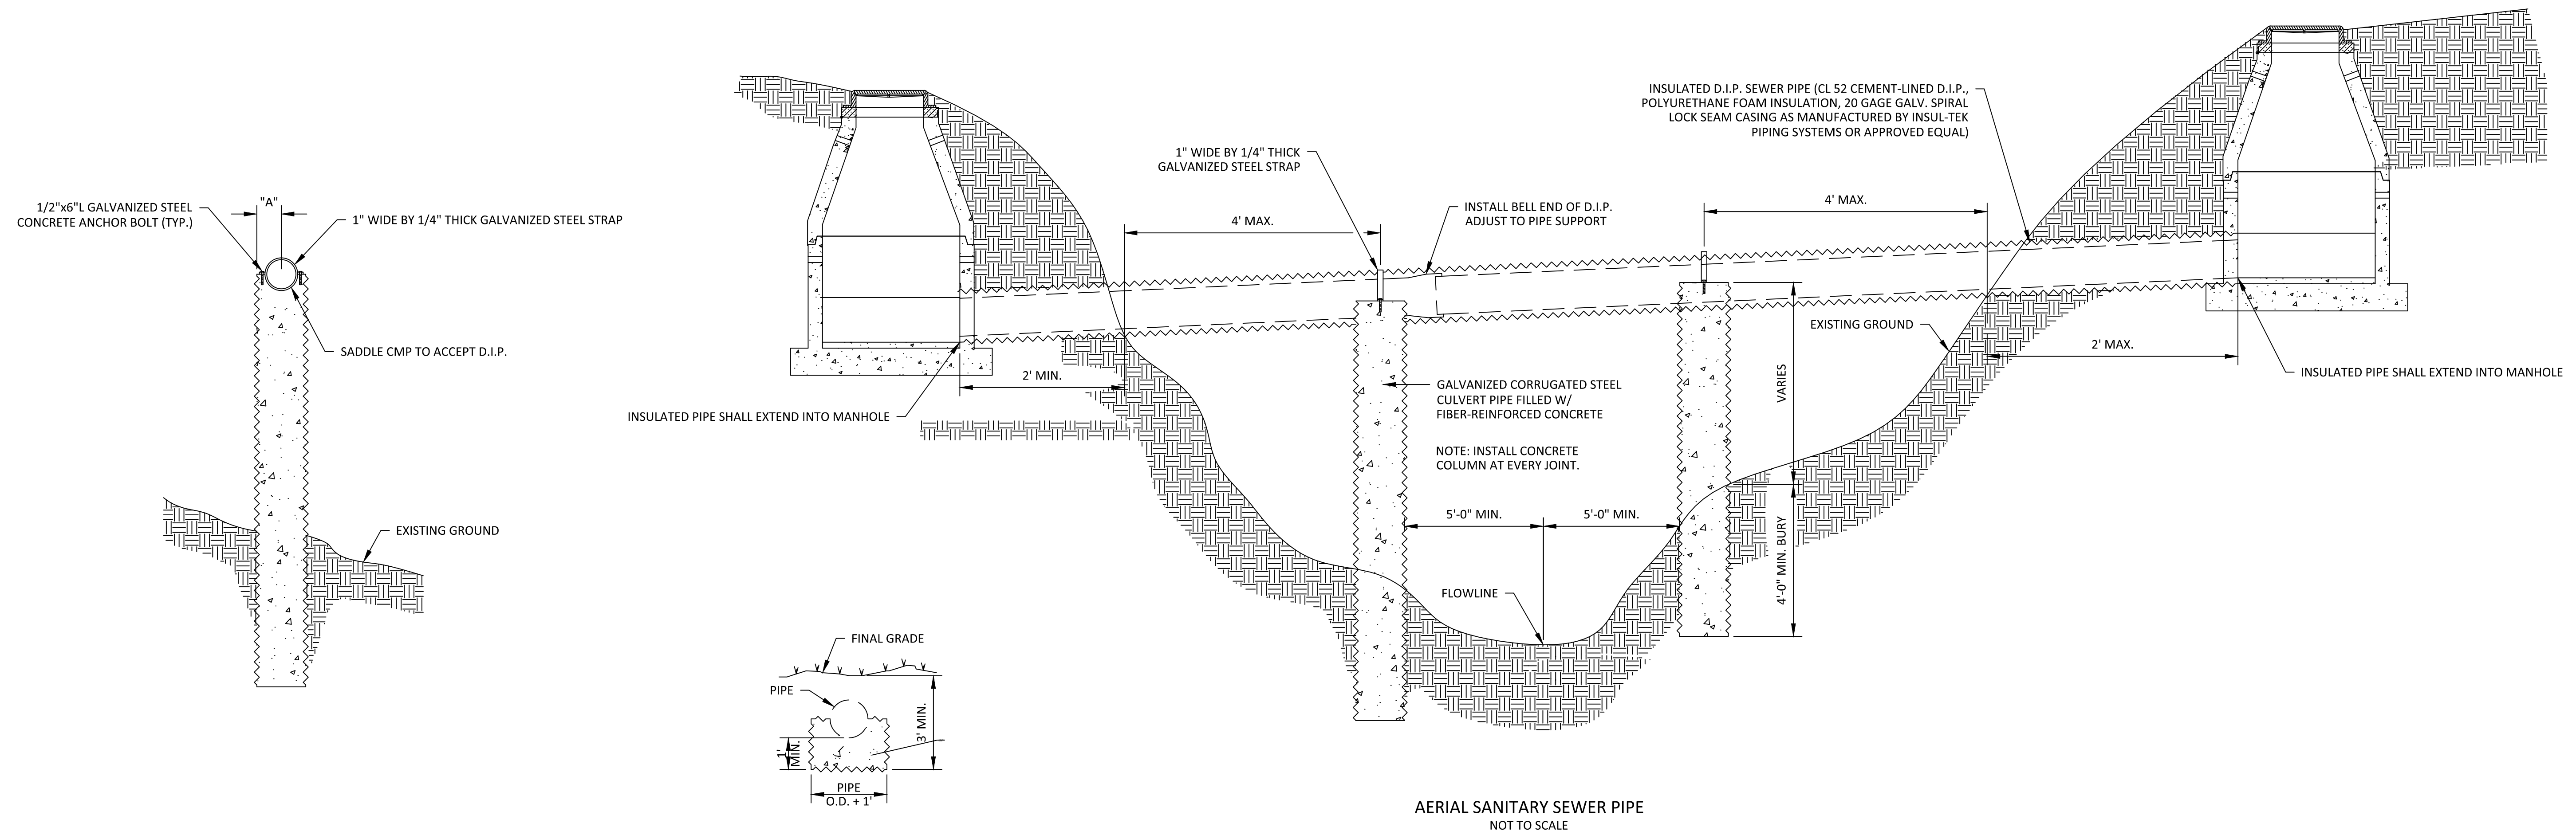 1/2"x6"L GALVANIZED STEEL
CONCRETE ANCHOR BOLT (TYP.)
"A"
1" WIDE BY 1/4" THICK GALVANIZED STEEL STRAP
SADDLE CMP TO ACCEPT D.I.P.
EXISTING GROUND
INSULATED PIPE SHALL EXTEND INTO MANHOLE
2' MIN.
4' MAX.
1" WIDE BY 1/4" THICK
GALVANIZED STEEL STRAP
INSTALL BELL END OF D.I.P.
ADJUST TO PIPE SUPPORT
INSULATED D.I.P. SEWER PIPE (CL 52 CEMENT-LINED D.I.P.,
POLYURETHANE FOAM INSULATION, 20 GAGE GALV. SPIRAL
LOCK SEAM CASING AS MANUFACTURED BY INSUL-TEK
PIPING SYSTEMS OR APPROVED EQUAL)
4' MAX.
EXISTING GROUND
2' MAX.
INSULATED PIPE SHALL EXTEND INTO MANHOLE
GALVANIZED CORRUGATED STEEL
CULVERT PIPE FILLED W/
FIBER-REINFORCED CONCRETE
NOTE: INSTALL CONCRETE
COLUMN AT EVERY JOINT.
VARIES
5'-0" MIN.
5'-0" MIN.
4'-0" MIN. BURY
FLOWLINE
FINAL GRADE
PIPE
3' MIN.
1'
MIN.
PIPE
O.D. + 1'
AERIAL SANITARY SEWER PIPE
NOT TO SCALE